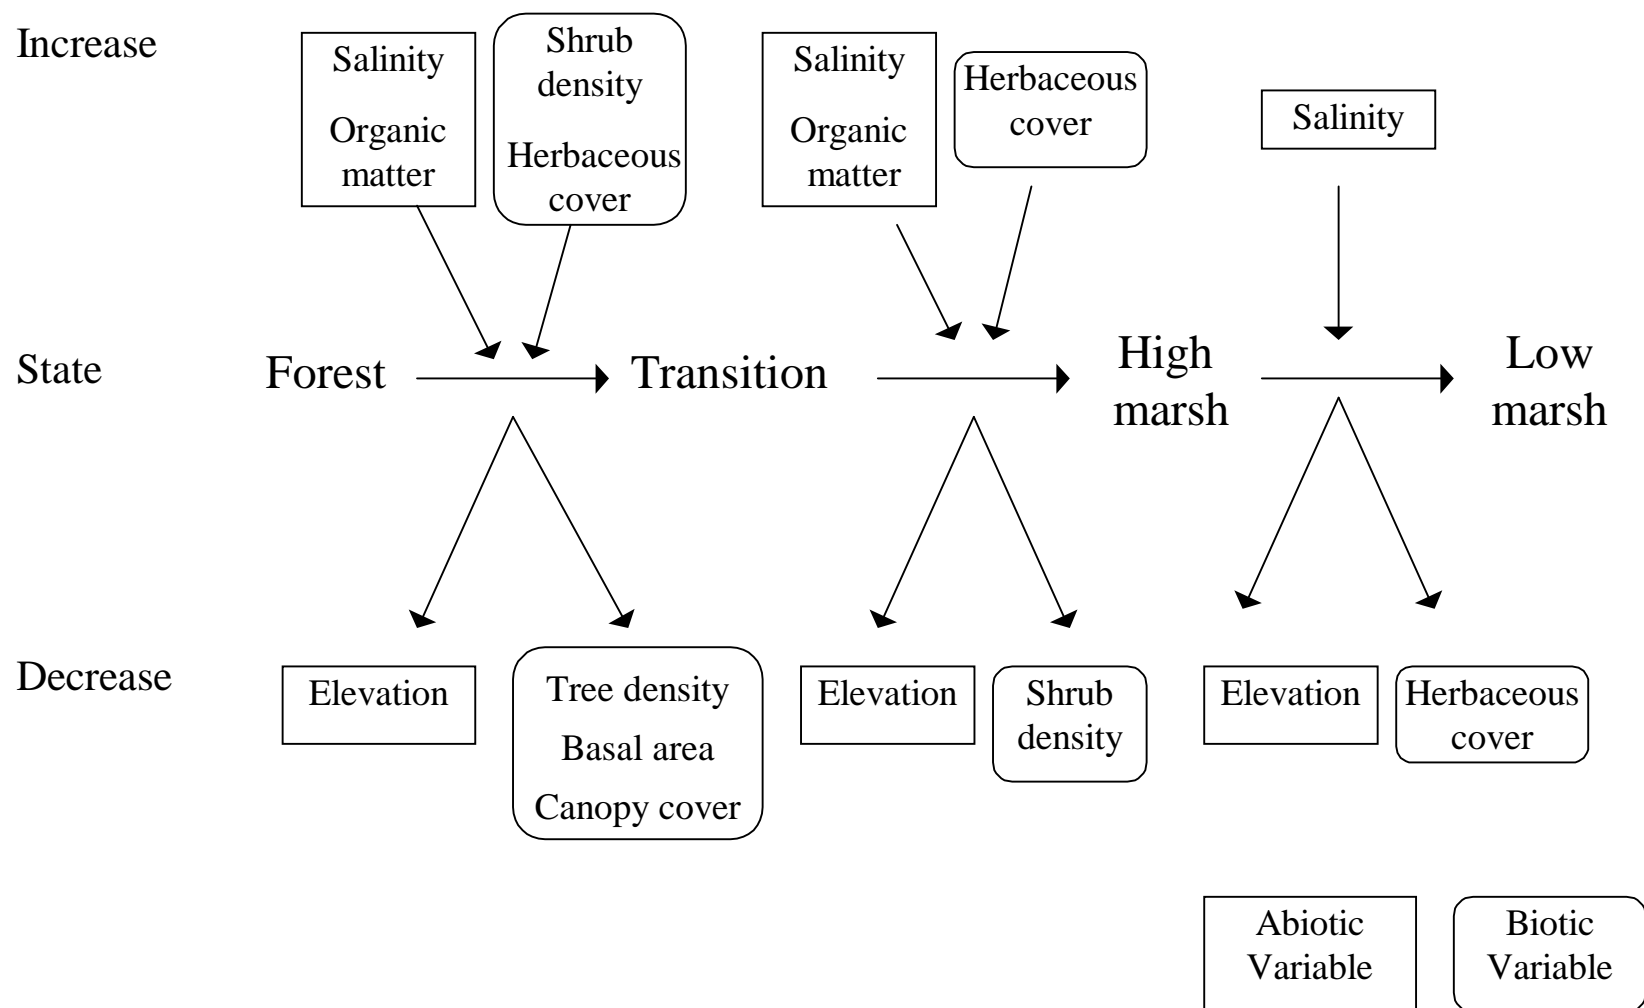 Increase
Salinity
Organic
matter
Shrub
density
Herbaceous
cover
Salinity
Organic
matter
Herbaceous
cover
Salinity
State
Forest
Transition
High
marsh
Low
marsh
Decrease
Elevation
Tree density
Basal area
Canopy cover
Elevation
Shrub
density
Elevation
Herbaceous
cover
Abiotic
Variable
Biotic
Variable